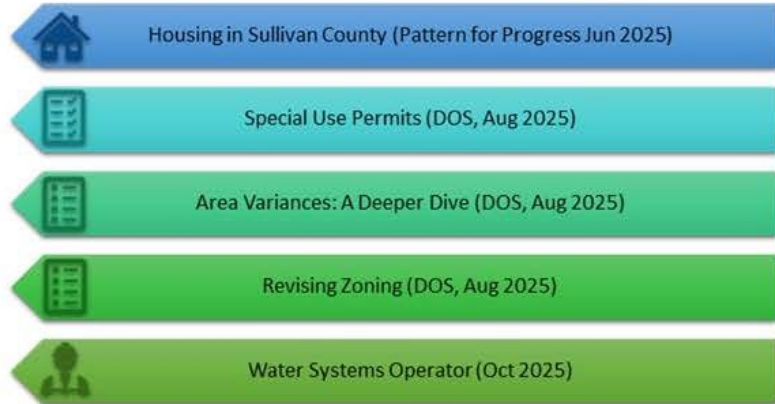 Housing in Sullivan County (Pattern for Progress Jun 2025)
Special Use Permits (DOS, Aug 2025)
Area Variances: A Deeper Dive (DOS, Aug 2025)
Revising Zoning (DOS, Aug 2025)
Water Systems Operator (Oct 2025)